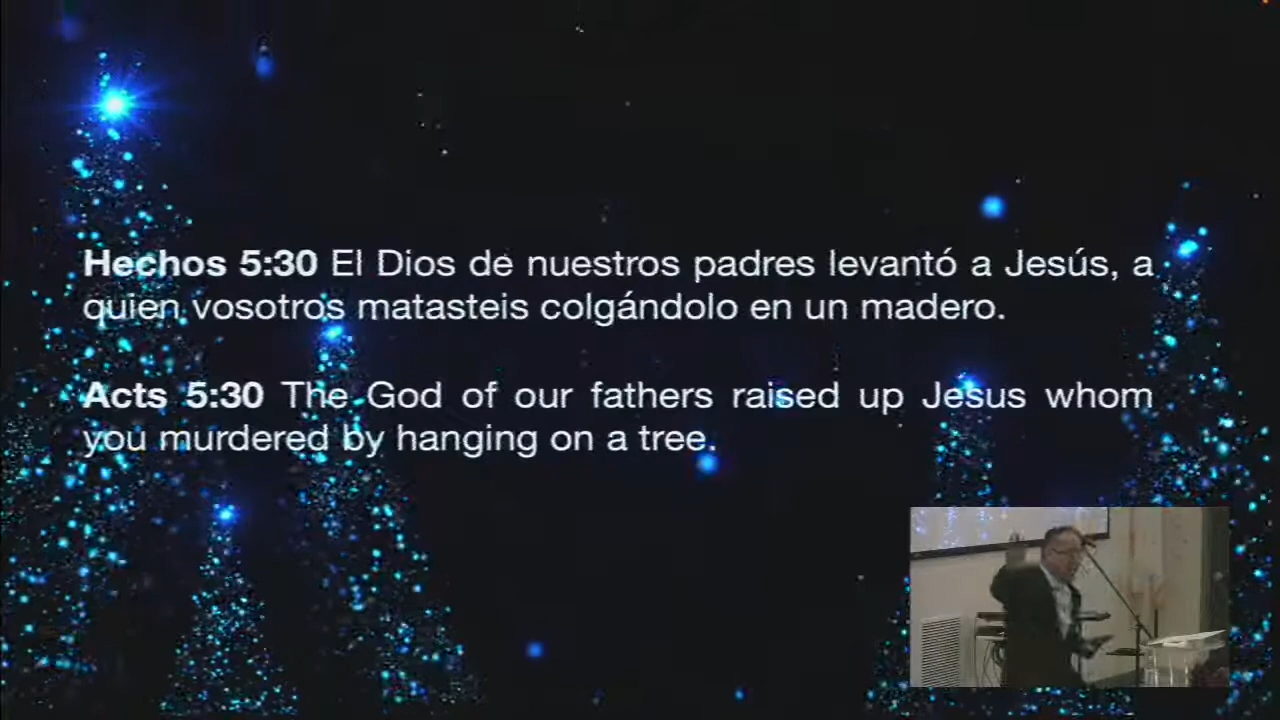 Hechos 5:30 El Dios de nuestros padres levantó a Jesús, a
quien vosotros matasteis colgándolo en un madero.
Acts 5:30 The God of our fathers raised up Jesus whom
you murdered by hanging on a tree.